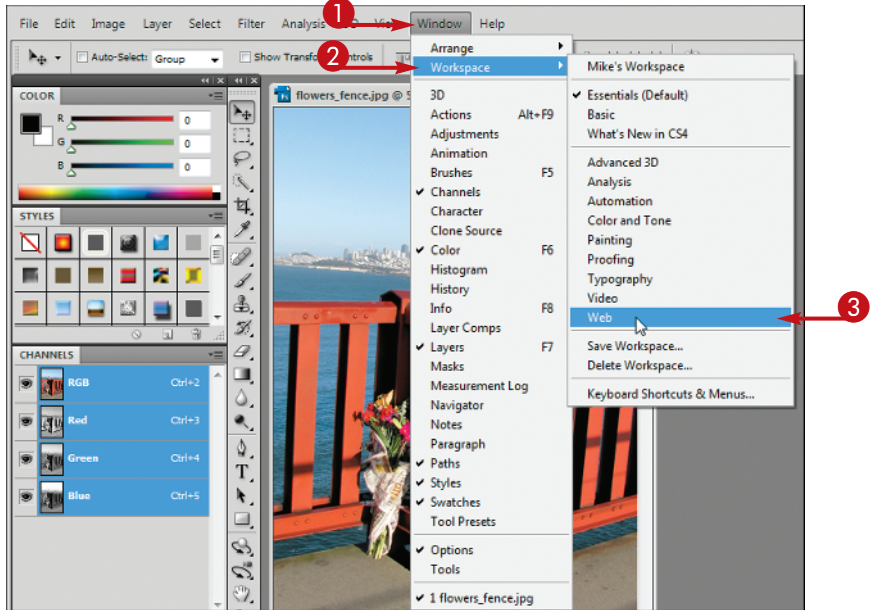 1
File Edit Image Layer Select Filter Analysis Window Help
2
Auto-Select: Group Show Transform Controls
COLOR
R 0
G 0
B 0
STYLES
CHANNELS
RGB Ctrl+2
Red Ctrl+3
Green Ctrl+4
Blue Ctrl+5
Ps flowers_fence.jpg @
T
Arrange
Workspace
3D
Actions Alt+F9
Adjustments
Animation
Brushes F5
Channels
Character
Clone Source
Color F6
Histogram
History
Info F8
Layer Comps
Layers F7
Masks
Measurement Log
Navigator
Notes
Paragraph
Paths
Styles
Swatches
Tool Presets
Options
Tools
1 flowers_fence.jpg
Mike's Workspace
Essentials (Default)
Basic
What's New in CS4
Advanced 3D
Analysis
Automation
Color and Tone
Painting
Proofing
Typography
Video
Web
3
Save Workspace...
Delete Workspace...
Keyboard Shortcuts & Menus...